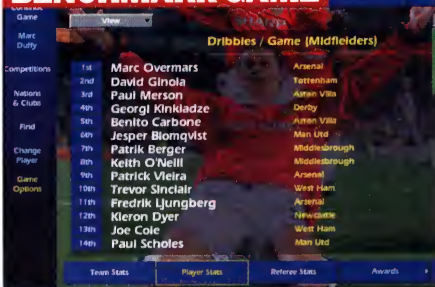 BENCHMARK GAME
Game
View
Dribbles / Game (Midfielders)
Marc
Duffy
Competitions
Nations
& Clubs
Find
Change
Player
Game
Options
1st Marc Overmars Arsenal
2nd David Ginola Tottenham
3rd Paul Merson Aston Villa
4th Georgi Kinkladze Derby
5th Benito Carbone Aston Villa
6th Jesper Blomqvist Man Utd
7th Patrik Berger Middlesbrough
8th Keith O'Neill Middlesbrough
9th Patrick Vieira Arsenal
10th Trevor Sinclair West Ham
11th Fredrik Ljungberg Arsenal
12th Kieron Dyer Newcastle
13th Joe Cole West Ham
14th Paul Scholes Man Utd
Team Stats Player Stats Referee Stats Awards